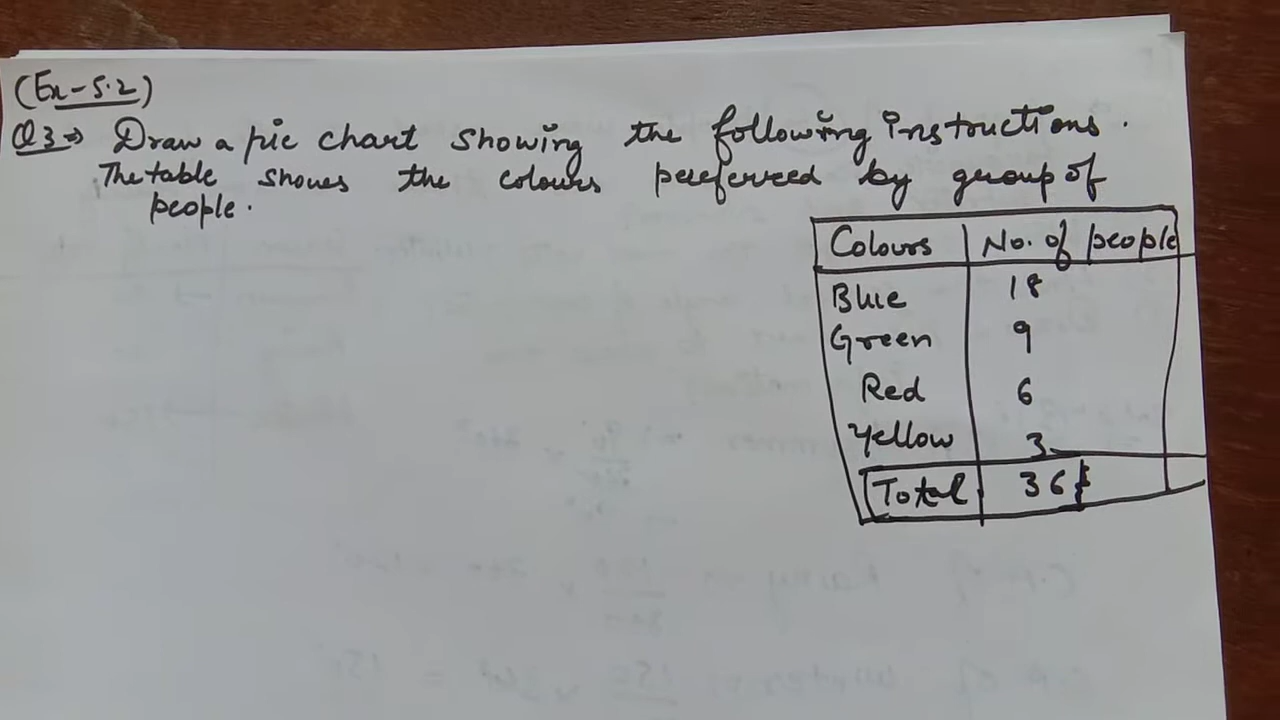 (Ex-5.2)
Q3⇒ Draw a pie chart showing the following instructions.
The table shows the colours preferred by group of
people.
Colours No. of people
Blue 18
Green 9
Red 6
Yellow 3
Total 36